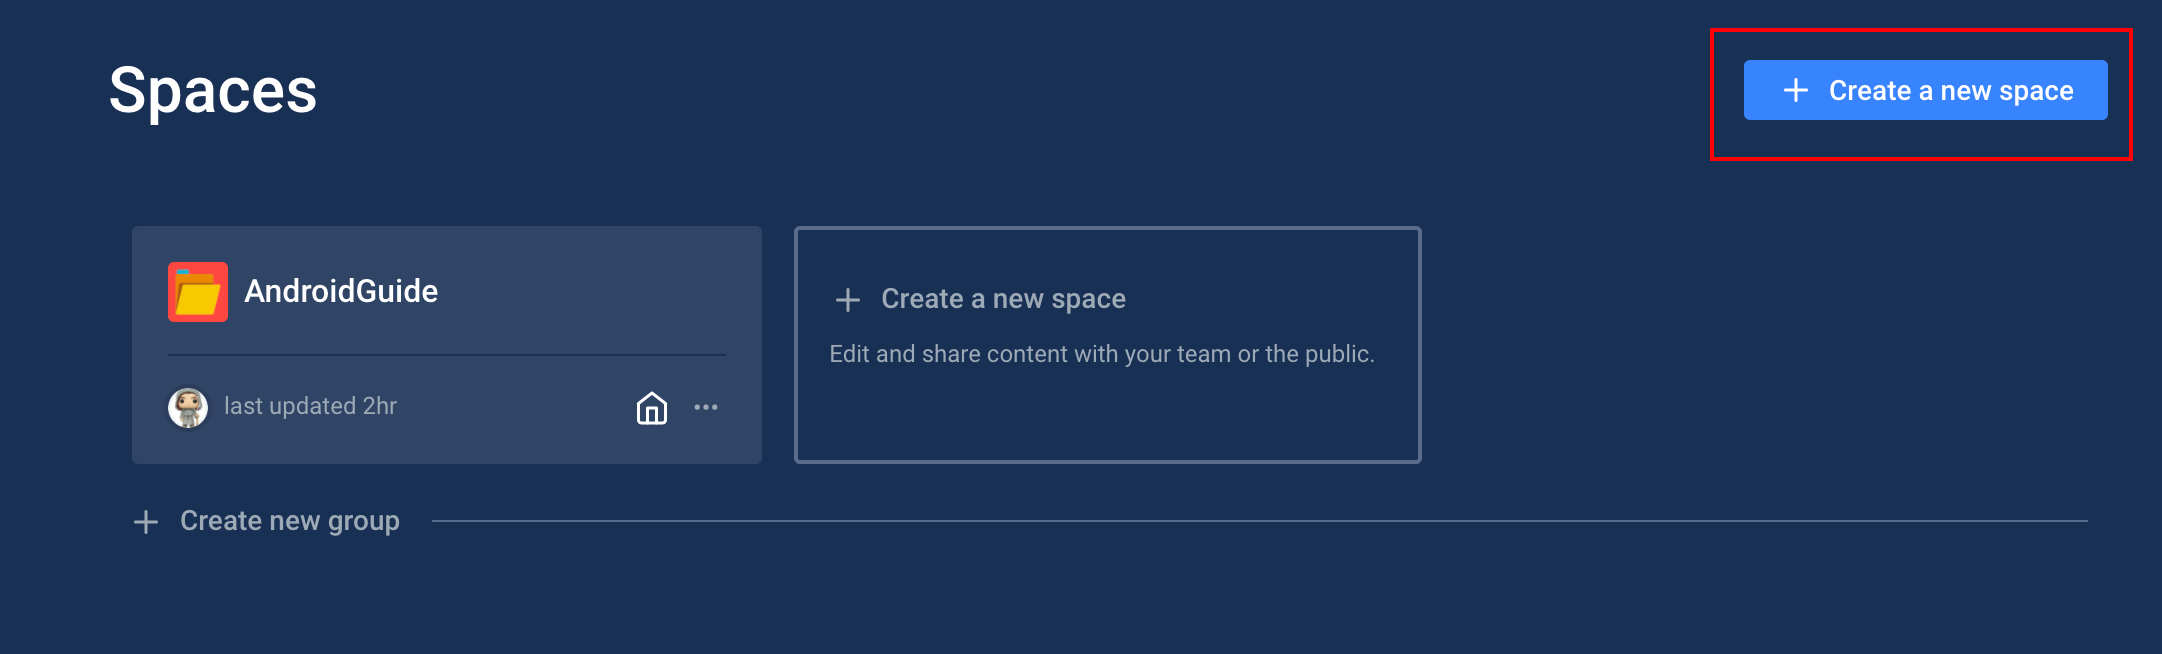 Spaces
Create a new space
AndroidGuide
last updated 2hr
Create a new space
Edit and share content with your team or the public.
Create new group